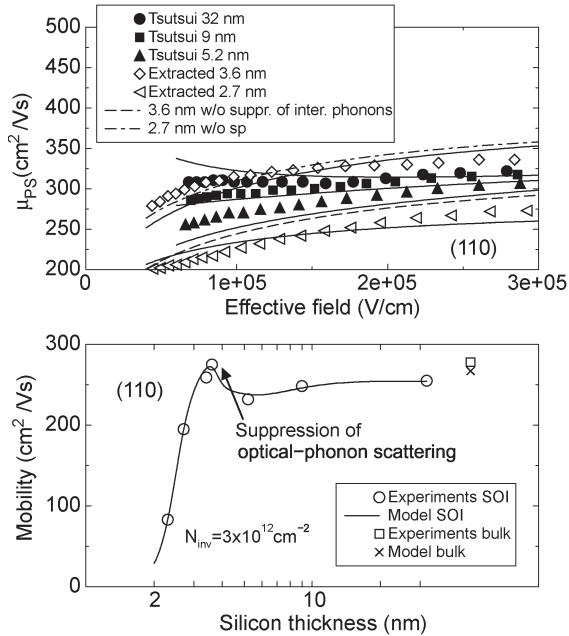 500
450
400
350
300
250
200
μPS(cm2 /Vs)
Tsutsui 32 nm
Tsutsui 9 nm
Tsutsui 5.2 nm
Extracted 3.6 nm
Extracted 2.7 nm
3.6 nm w/o suppr. of inter. phonons
2.7 nm w/o sp
(110)
0 1e+05 2e+05 3e+05
Effective field (V/cm)
300
200
100
0
Mobility (cm2 /Vs)
(110)
Suppression of
optical−phonon scattering
Ninv=3x10^12cm−2
Experiments SOI
Model SOI
Experiments bulk
Model bulk
2 10
Silicon thickness (nm)